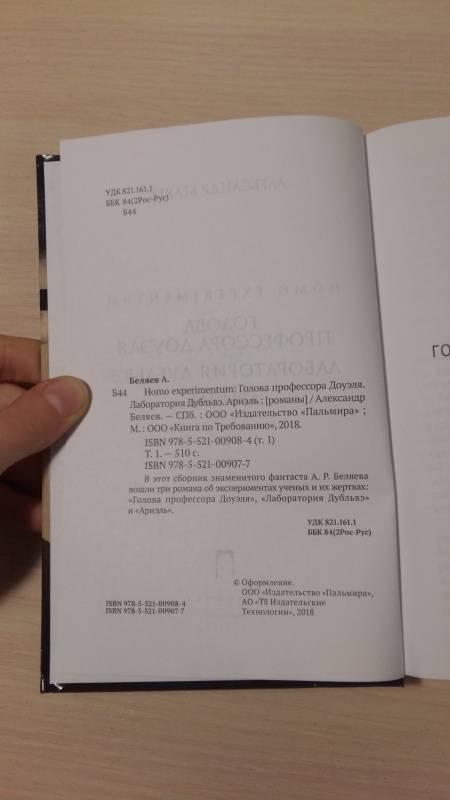 УДК 821.161.1
ББК 84(2Рос-Рус)
Б44
Беляев А.
Б44 Homo experimentum: Голова профессора Доуэля.
Лаборатория Дубльвэ. Ариэль : [романы] / Александр
Беляев. — СПб. : ООО «Издательство «Пальмира» ;
М. : ООО «Книга по Требованию», 2018.
ISBN 978-5-521-00908-4 (т. 1)
Т. 1. — 510 с.
ISBN 978-5-521-00907-7
В этот сборник знаменитого фантаста А. Р. Беляева
вошли три романа об экспериментах ученых и их жертвах:
«Голова профессора Доуэля», «Лаборатория Дубльвэ»
и «Ариэль».
УДК 821.161.1
ББК 84(2Рос-Рус)
© Оформление.
ООО «Издательство «Пальмира»,
АО «Т8 Издательские
Технологии», 2018
ISBN 978-5-521-00908-4
ISBN 978-5-521-00907-7
ГО